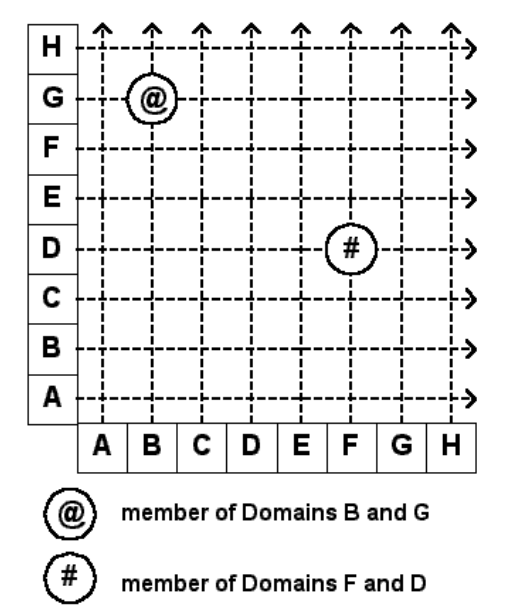 H
G @
F
E
D #
C
B
A
A B C D E F G H
@ member of Domains B and G
# member of Domains F and D